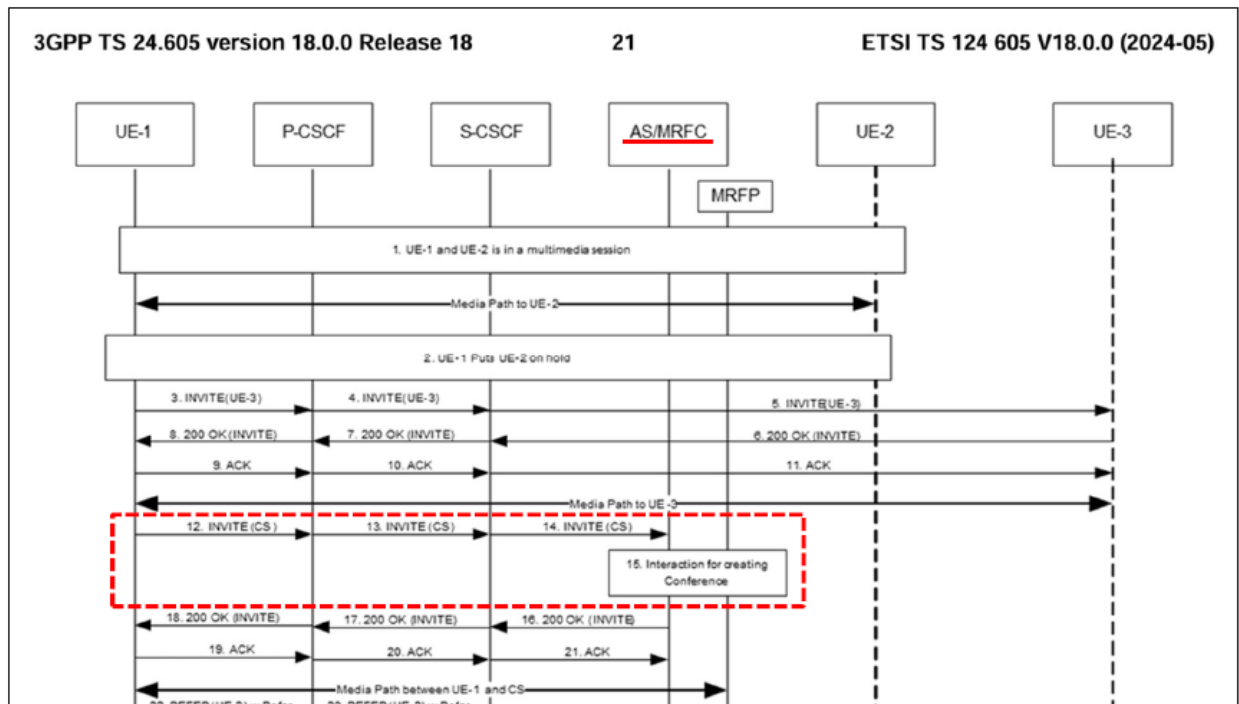 3GPP TS 24.605 version 18.0.0 Release 18 21 ETSI TS 124 605 V18.0.0 (2024-05)
UE-1 P-CSCF S-CSCF AS/MRFC UE-2 UE-3
MRFP
1. UE-1 and UE-2 is in a multimedia session
Media Path to UE-2
2. UE-1 Puts UE-2 on hold
3. INVITE(UE-3) 4. INVITE(UE-3) 5. INVITE(UE-3)
8. 200 OK (INVITE) 7. 200 OK (INVITE) 6. 200 OK (INVITE)
9. ACK 10. ACK 11. ACK
Media Path to UE-3
12. INVITE (CS) 13. INVITE (CS) 14. INVITE (CS)
15. Interaction for creating
Conference
18. 200 OK (INVITE) 17. 200 OK (INVITE) 16. 200 OK (INVITE)
19. ACK 20. ACK 21. ACK
Media Path between UE-1 and CS